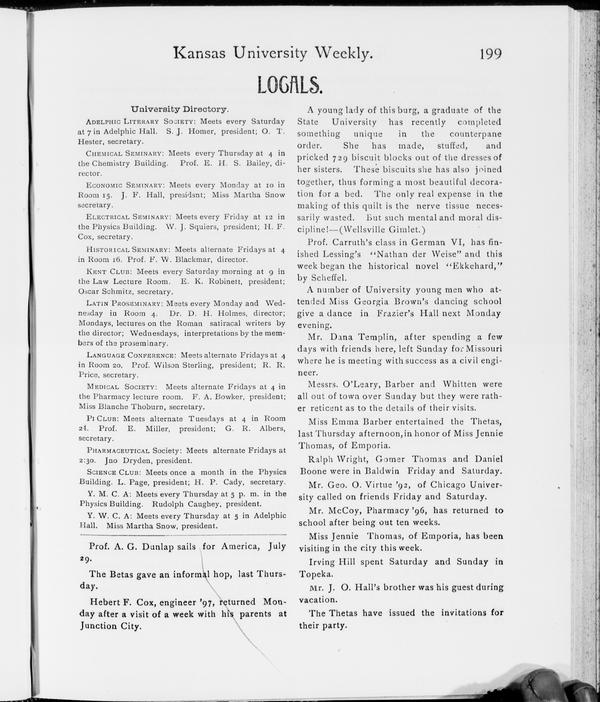 Kansas University Weekly.
199
LOCALS.
University Directory.
ADELPHIC LITERARY SOCIETY: Meets every Saturday
at 7 in Adelphic Hall. S. J. Homer, president; O. T.
Hester, secretary.
CHEMICAL SEMINARY: Meets every Thursday at 4 in
the Chemistry Building. Prof. E. H. S. Bailey, di-
rector.
ECONOMIC SEMINARY: Meets every Monday at 10 in
Room 15. J. F. Hall, president; Miss Martha Snow
secretary.
ELECTRICAL SEMINARY: Meets every Friday at 12 in
the Physics Building. W. J. Squiers, president; H. F.
Cox, secretary.
HISTORICAL SEMINARY: Meets alternate Fridays at 4
in Room 16. Prof. F. W. Blackmar, director.
KENT CLUB: Meets every Saturday morning at 9 in
the Law Lecture Room. E. K. Robinett, president;
Oscar Schmitz, secretary.
LATIN PROSEMINARY: Meets every Monday and Wed-
nesday in Room 4. Dr. D. H. Holmes, director;
Mondays, lectures on the Roman satiracal writers by
the director; Wednesdays, interpretations by the mem-
bers of the proseminary.
LANGUAGE CONFERENCE: Meets alternate Fridays at 4
in Room 20. Prof. Wilson Sterling, president; R. R.
Price, secretary.
MEDICAL SOCIETY: Meets alternate Fridays at 4 in
the Pharmacy lecture room. F. A. Bowker, president;
Miss Blanche Thoburn, secretary.
PI CLUB: Meets alternate Tuesdays at 4 in Room
21. Prof. E. Miller, president; G. R. Albers,
secretary.
PHARMACEUTICAL Society: Meets alternate Fridays at
2:30. Jno Dryden, president.
SCIENCE CLUB: Meets once a month in the Physics
Building. L. Page, president; H. P. Cady, secretary.
Y. M. C. A: Meets every Thursday at 5 p. m. in the
Physics Building. Rudolph Caughey, president.
Y. W. C. A: Meets every Thursday at 5 in Adelphic
Hall. Miss Martha Snow, president.
Prof. A. G. Dunlap sails for America, July
29.
The Betas gave an informal hop, last Thurs-
day.
Hebert F. Cox, engineer '97, returned Mon-
day after a visit of a week with his parents at
Junction City.
A young lady of this burg, a graduate of the
State University has recently completed
something unique in the counterpane
order. She has made, stuffed, and
pricked 729 biscuit blocks out of the dresses of
her sisters. These biscuits she has also joined
together, thus forming a most beautiful decora-
tion for a bed. The only real expense in the
making of this quilt is the nerve tissue neces-
sarily wasted. But such mental and moral dis-
cipline!—(Wellsville Gimlet.)
Prof. Carruth's class in German VI, has fin-
ished Lessing's "Nathan der Weise" and this
week began the historical novel "Ekkehard,"
by Scheffel.
A number of University young men who at-
tended Miss Georgia Brown's dancing school
give a dance in Frazier's Hall next Monday
evening.
Mr. Dana Templin, after spending a few
days with friends here, left Sunday for Missouri
where he is meeting with success as a civil engi-
neer.
Messrs. O'Leary, Barber and Whitten were
all out of town over Sunday but they were rath-
er reticent as to the details of their visits.
Miss Emma Barber entertained the Thetas,
last Thursday afternoon, in honor of Miss Jennie
Thomas, of Emporia.
Ralph Wright, Gomer Thomas and Daniel
Boone were in Baldwin Friday and Saturday.
Mr. Geo. O. Virtue '92, of Chicago Univer-
sity called on friends Friday and Saturday.
Mr. McCoy, Pharmacy '96, has returned to
school after being out ten weeks.
Miss Jennie Thomas, of Emporia, has been
visiting in the city this week.
Irving Hill spent Saturday and Sunday in
Topeka.
Mr. J. O. Hall's brother was his guest during
vacation.
The Thetas have issued the invitations for
their party.